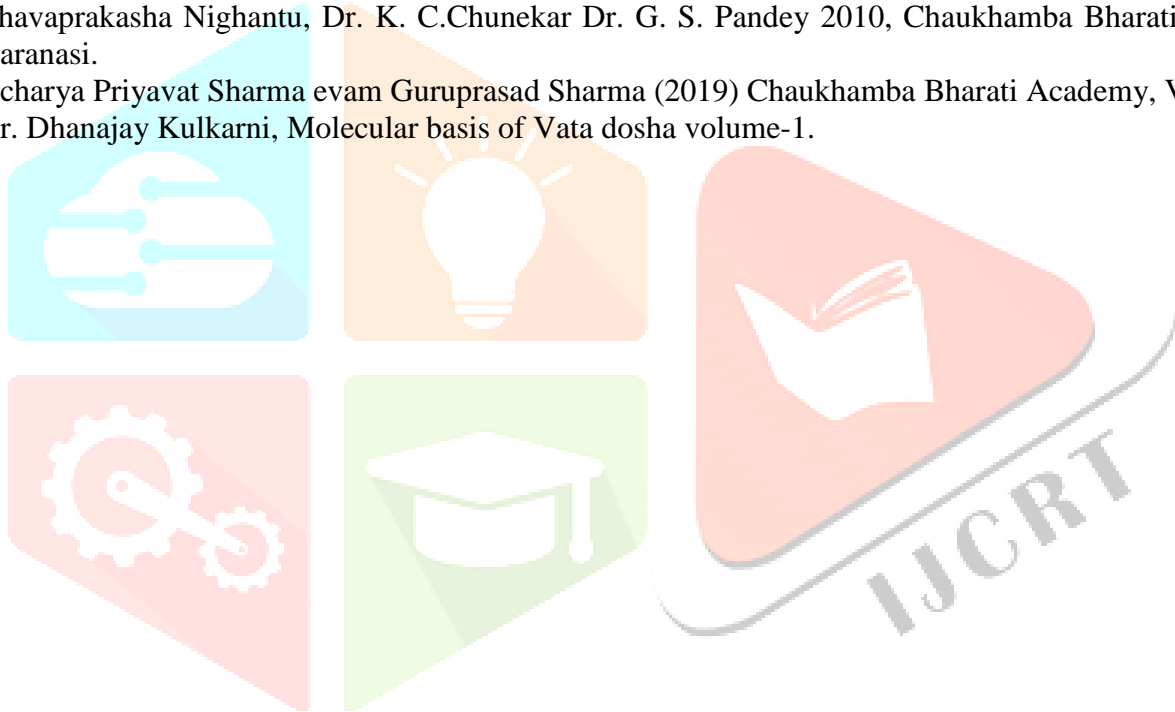 havaprakasha Nighantu, Dr. K. C.Chunekar Dr. G. S. Pandey 2010, Chaukhamba Bharati
aranasi.
charya Priyavat Sharma evam Guruprasad Sharma (2019) Chaukhamba Bharati Academy, V
r. Dhanajay Kulkarni, Molecular basis of Vata dosha volume-1.
IJCRT